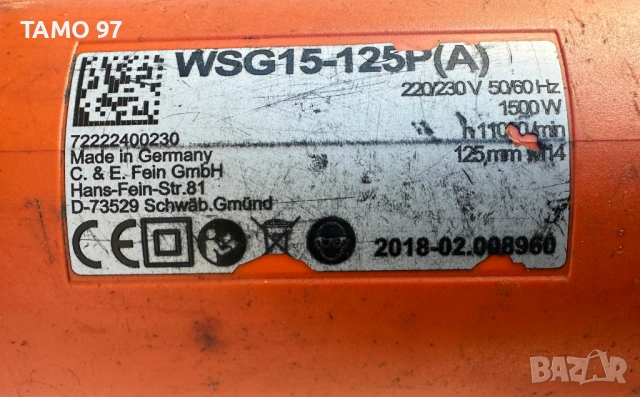 TAMO 97
WSG15-125P(A)
220/230 V 50/60 Hz
1500 W
72222400230
Made in Germany
C. & E. Fein GmbH
Hans-Fein-Str.81
D-73529 Schwäb.Gmünd
125 mm
CE
2018-02.008960
BAZAR